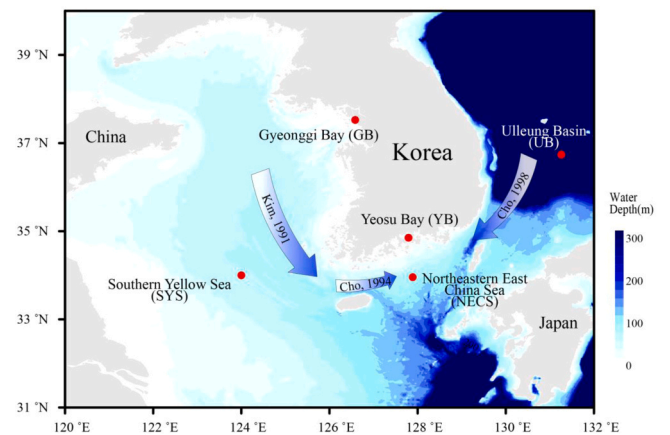 39 °N
37 °N
35 °N
33 °N
31 °N
120 °E
122 °E
124 °E
126 °E
128 °E
130 °E
132 °E
China
Gyeonggi Bay (GB)
Korea
Ulleung Basin
(UB)
Kim, 1991
Cho, 1998
Yeosu Bay (YB)
Southern Yellow Sea
(SYS)
Cho, 1994
Northeastern East
China Sea
(NECS)
Japan
Water
Depth(m)
300
200
100
0